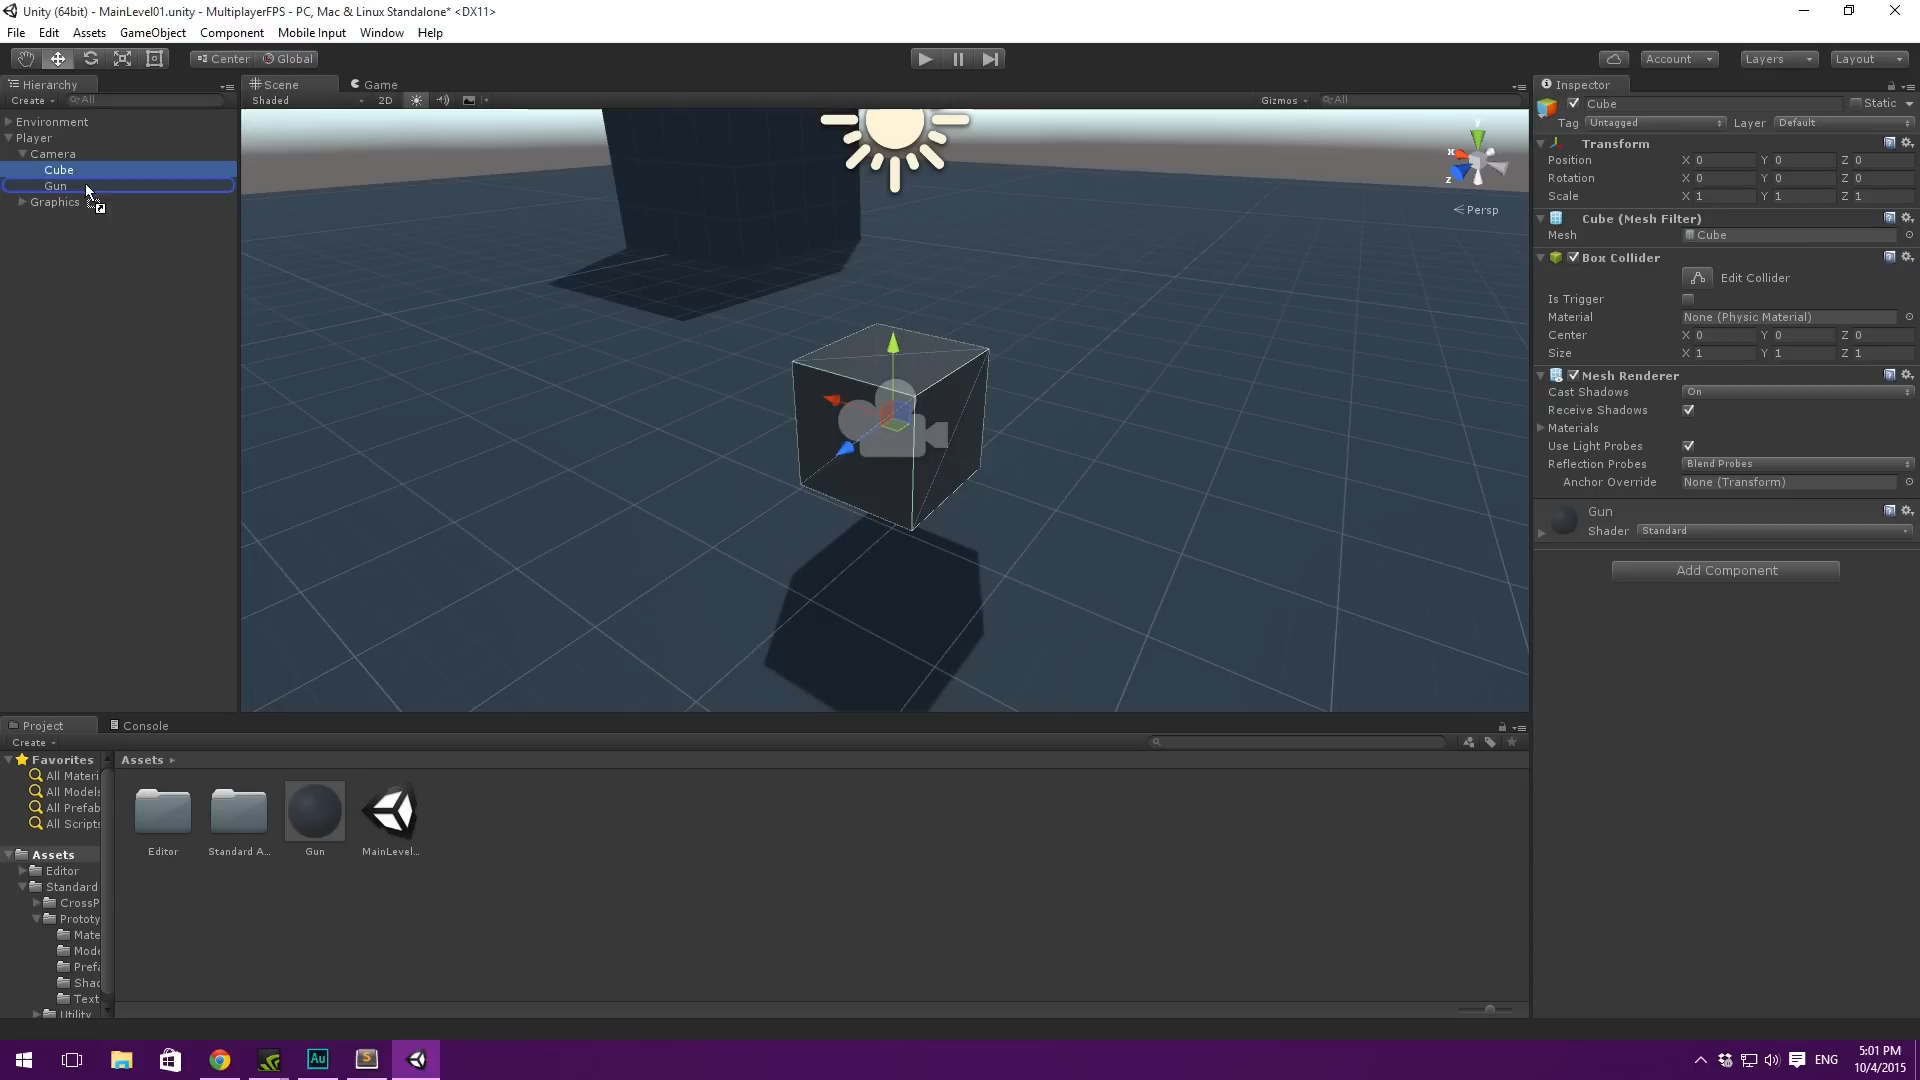 Unity (64bit) - MainLevel01.unity - MultiplayerFPS - PC, Mac & Linux Standalone* <DX11>
File Edit Assets GameObject Component Mobile Input Window Help
Center Global Account Layers Layout
Hierarchy
Create All
Environment
Player
Camera
Cube
Gun
Graphics
Scene Game
Shaded 2D Gizmos All
y
x
z
Persp
Inspector
Cube Static
Tag Untagged Layer Default
Transform
Position X 0 Y 0 Z 0
Rotation X 0 Y 0 Z 0
Scale X 1 Y 1 Z 1
Cube (Mesh Filter)
Mesh Cube
Box Collider
Edit Collider
Is Trigger
Material None (Physic Material)
Center X 0 Y 0 Z 0
Size X 1 Y 1 Z 1
Mesh Renderer
Cast Shadows On
Receive Shadows
Materials
Use Light Probes
Reflection Probes Blend Probes
Anchor Override None (Transform)
Gun
Shader Standard
Add Component
Project Console
Create
Favorites
All Materi
All Models
All Prefab
All Scripts
Assets
Editor
Standard
CrossP
Prototy
Mate
Mode
Prefa
Shad
Text
Utility
Assets
Editor Standard A... Gun MainLevel...
Au S ENG
5:01 PM
10/4/2015